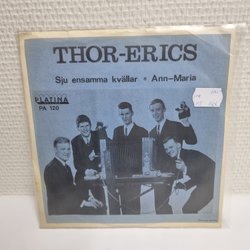 THOR-ERICS
Sju ensamma kvällar • Ann-Maria
PLATINA
PA 120